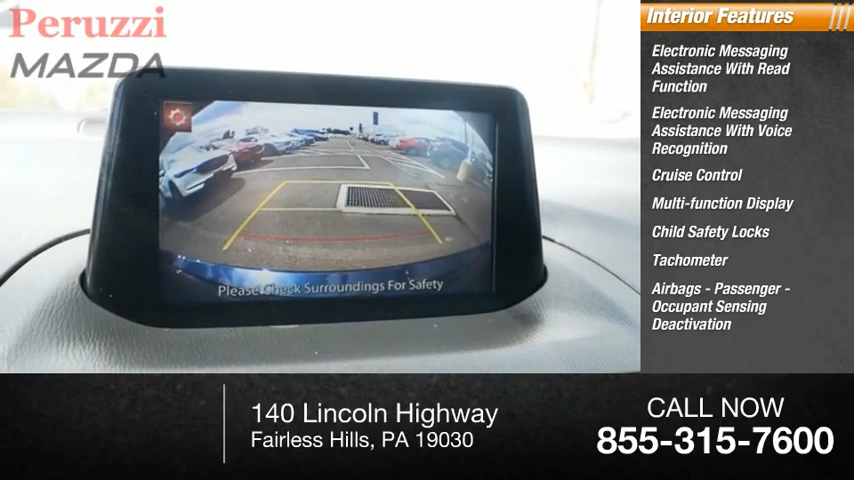 Peruzzi
MAZDA
Please Check Surroundings For Safety
Interior Features
Electronic Messaging
Assistance With Read
Function
Electronic Messaging
Assistance With Voice
Recognition
Cruise Control
Multi-function Display
Child Safety Locks
Tachometer
Airbags - Passenger -
Occupant Sensing
Deactivation
140 Lincoln Highway
Fairless Hills, PA 19030
CALL NOW
855-315-7600